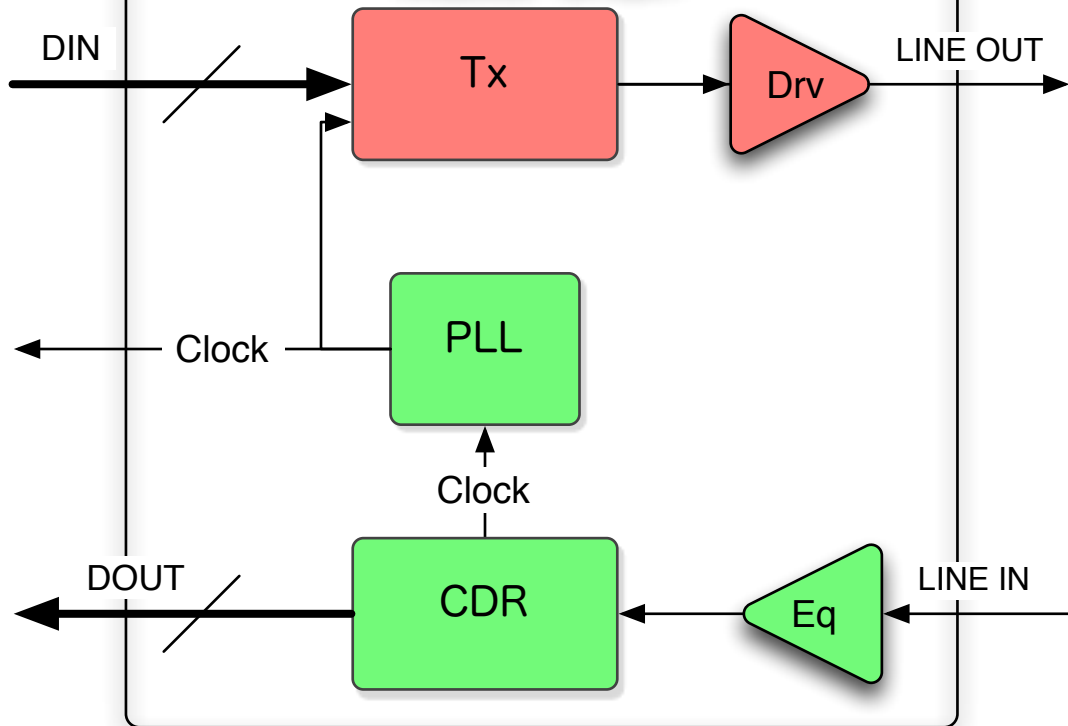 DIN
Tx
Drv
LINE OUT
Clock
PLL
Clock
DOUT
CDR
Eq
LINE IN